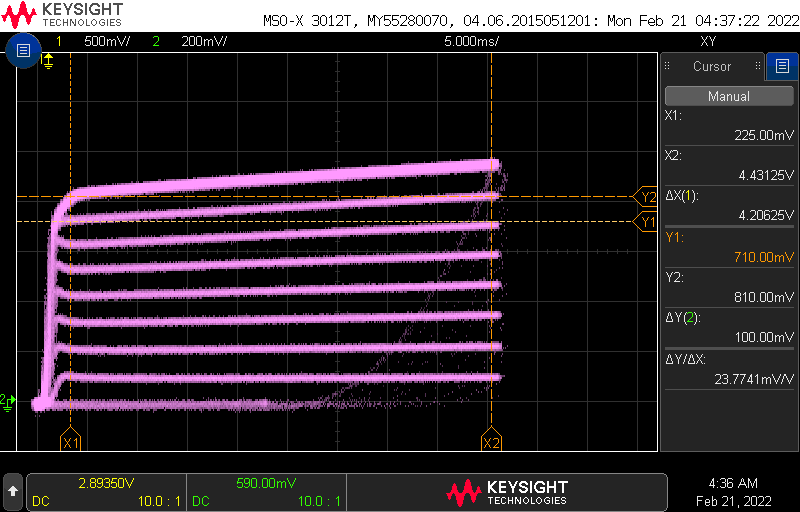 KEYSIGHT
TECHNOLOGIES
MSO-X 3012T, MY55280070, 04.06.2015051201: Mon Feb 21 04:37:22 2022
1 500mV/ 2 200mV/ 5.000ms/ XY
Cursor
Manual
X1:
225.00mV
X2:
4.43125V
ΔX(1):
4.20625V
Y1:
710.00mV
Y2:
810.00mV
ΔY(2):
100.00mV
ΔY/ΔX:
23.7741mV/V
Y2
Y1
2
X1 X2
2.89350V 590.00mV
DC 10.0 : 1 DC 10.0 : 1
KEYSIGHT
TECHNOLOGIES
4:36 AM
Feb 21, 2022